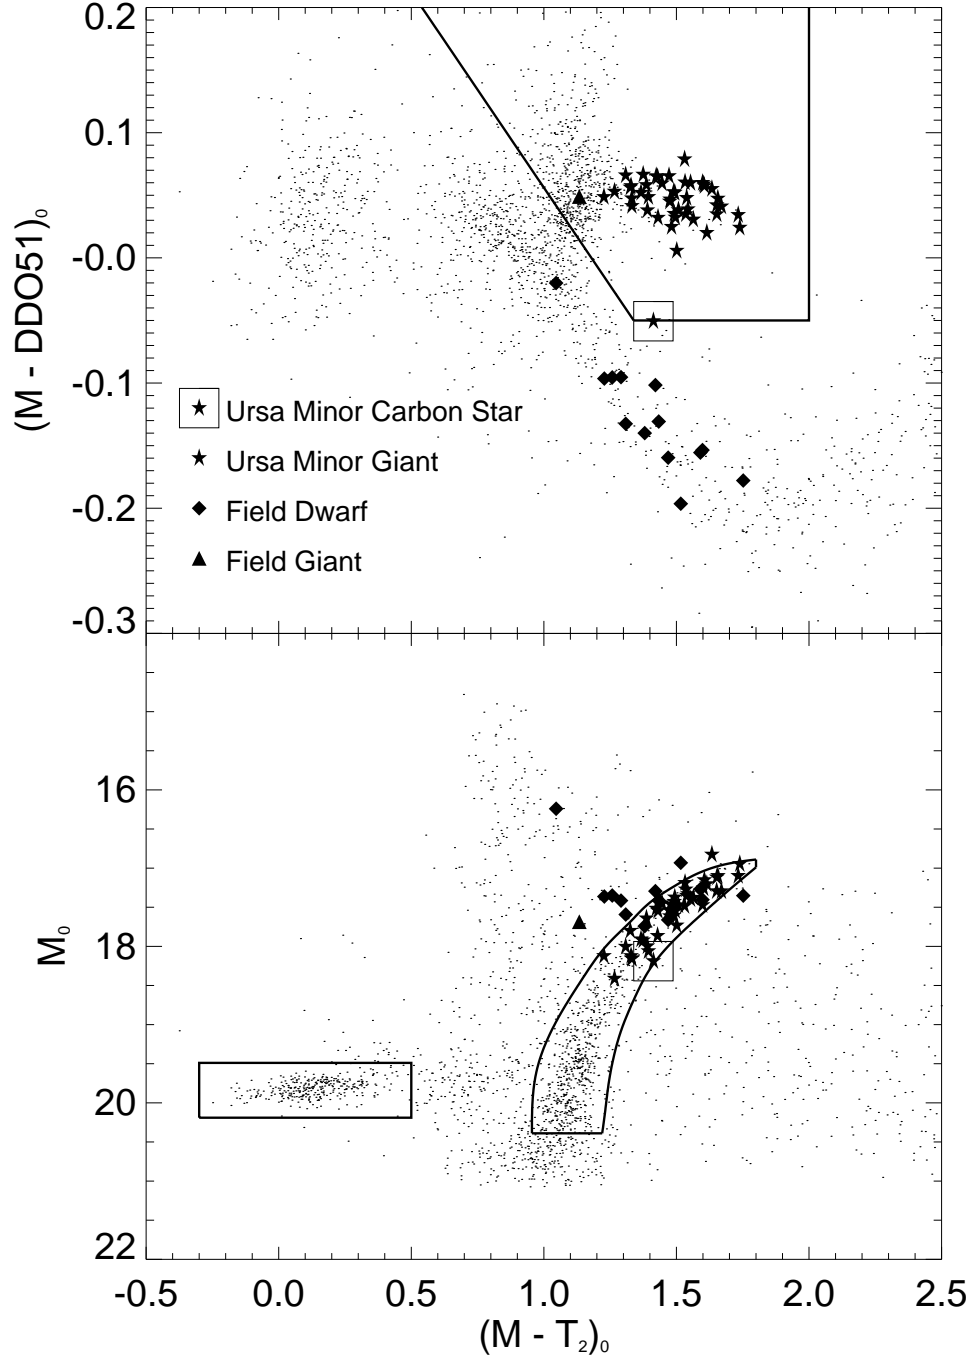 0.2
0.1
-0.0
-0.1
-0.2
-0.3
(M - DDO51)₀
Ursa Minor Carbon Star
Ursa Minor Giant
Field Dwarf
Field Giant
16
18
20
22
M₀
-0.5 0.0 0.5 1.0 1.5 2.0 2.5
(M - T₂)₀